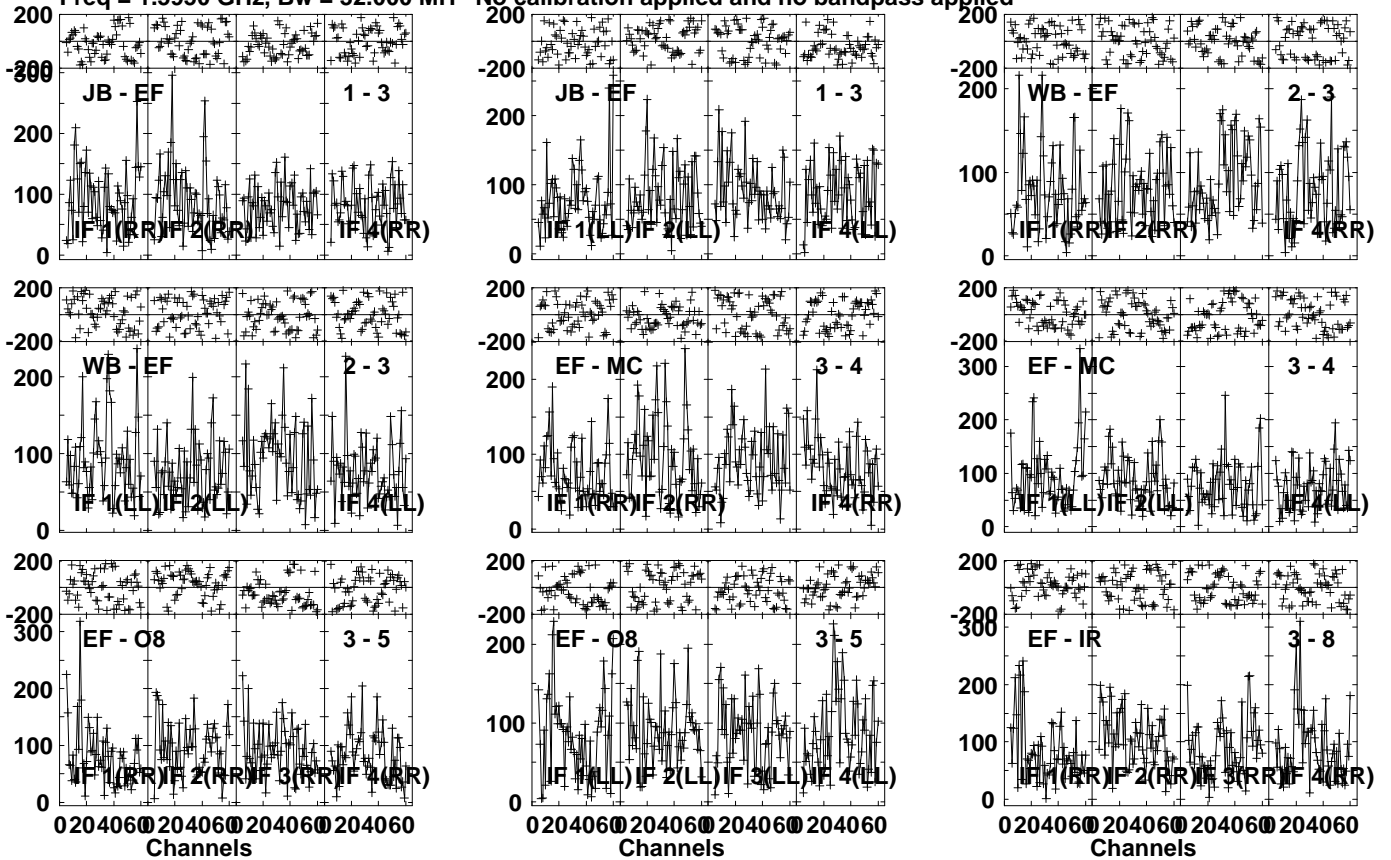 Freq = 1.5950 GHz, Bw = 32.000 MH No calibration applied and no bandpass applied
200
-200
300
JB - EF 1 - 3
200
100
IF 1(RR) IF 2(RR) IF 4(RR)
0
200
-200
JB - EF 1 - 3
200
100
IF 1(LL) IF 2(LL) IF 4(LL)
0
200
-200
WB - EF 2 - 3
200
100
IF 1(RR) IF 2(RR) IF 4(RR)
0
200
-200
WB - EF 2 - 3
200
100
IF 1(LL) IF 2(LL) IF 4(LL)
0
200
-200
EF - MC 3 - 4
200
100
IF 1(RR) IF 2(RR) IF 4(RR)
0
200
-200
EF - MC 3 - 4
300
200
100
IF 1(LL) IF 2(LL) IF 4(LL)
0
200
-200
EF - O8 3 - 5
300
200
100
IF 1(RR) IF 2(RR) IF 3(RR) IF 4(RR)
0
0 20 40 60 0 20 40 60 0 20 40 60 0 20 40 60
Channels
200
-200
EF - O8 3 - 5
200
100
IF 1(LL) IF 2(LL) IF 3(LL) IF 4(LL)
0
0 20 40 60 0 20 40 60 0 20 40 60 0 20 40 60
Channels
200
-200
EF - IR 3 - 8
300
200
100
IF 1(RR) IF 2(RR) IF 3(RR) IF 4(RR)
0
0 20 40 60 0 20 40 60 0 20 40 60 0 20 40 60
Channels